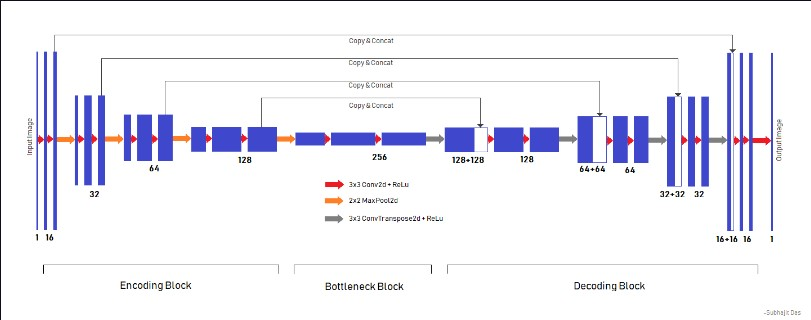 Copy & Concat
Copy & Concat
Copy & Concat
Copy & Concat
Input Image
Output Image
1
16
32
64
128
256
128+128
128
64+64
64
32+32
32
16+16
16
1
3x3 Conv2d + ReLu
2x2 MaxPool2d
3x3 ConvTranspose2d + ReLu
Encoding Block
Bottleneck Block
Decoding Block
-Subhajit Das